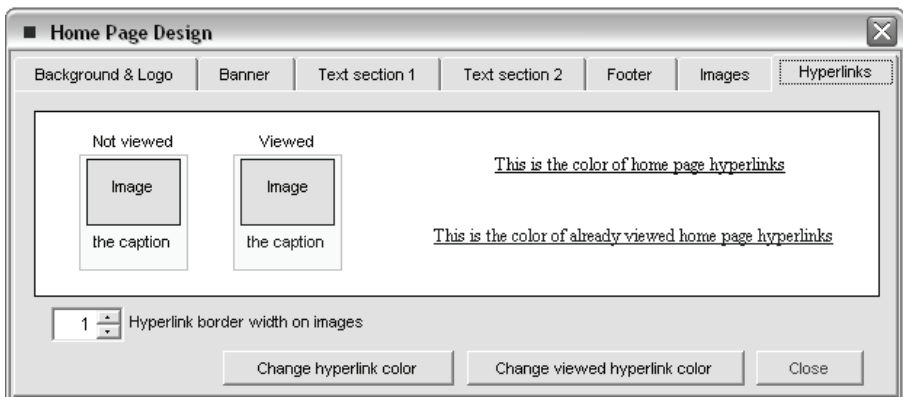 Home Page Design
Background & Logo Banner Text section 1 Text section 2 Footer Images Hyperlinks
Not viewed Viewed
Image Image
the caption the caption
This is the color of home page hyperlinks
This is the color of already viewed home page hyperlinks
1 Hyperlink border width on images
Change hyperlink color Change viewed hyperlink color Close